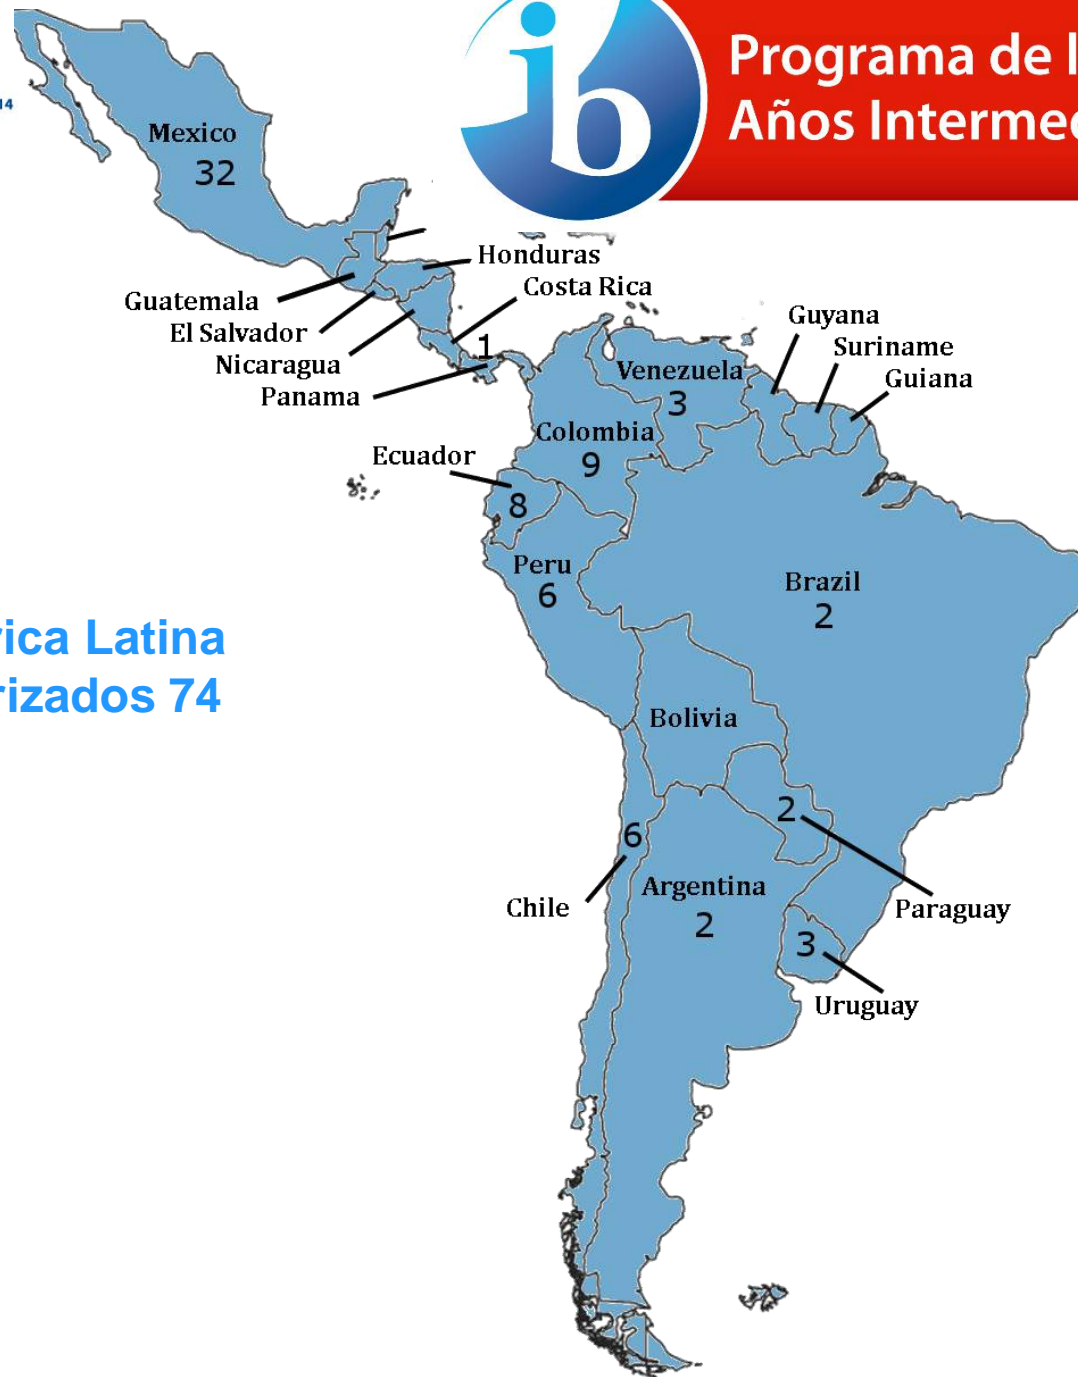 ib
Programa de l
Años Intermed
14
Mexico
32
Honduras
Costa Rica
Guatemala
El Salvador
Nicaragua
Panama
1
Guyana
Suriname
Guiana
Venezuela
3
Colombia
9
Ecuador
8
Peru
6
Brazil
2
rica Latina
rizados 74
Bolivia
2
Paraguay
6
Chile
Argentina
2
3
Uruguay